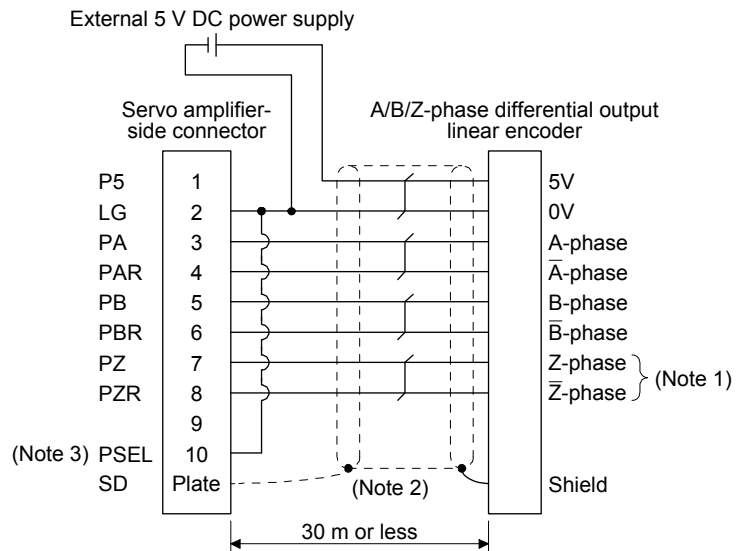 External 5 V DC power supply
Servo amplifier-
side connector
A/B/Z-phase differential output
linear encoder
P5 1 5V
LG 2 0V
PA 3 A-phase
PAR 4 A̅-phase
PB 5 B-phase
PBR 6 B̅-phase
PZ 7 Z-phase
PZR 8 Z̅-phase
(Note 1)
9
(Note 3) PSEL 10
SD Plate (Note 2) Shield
30 m or less